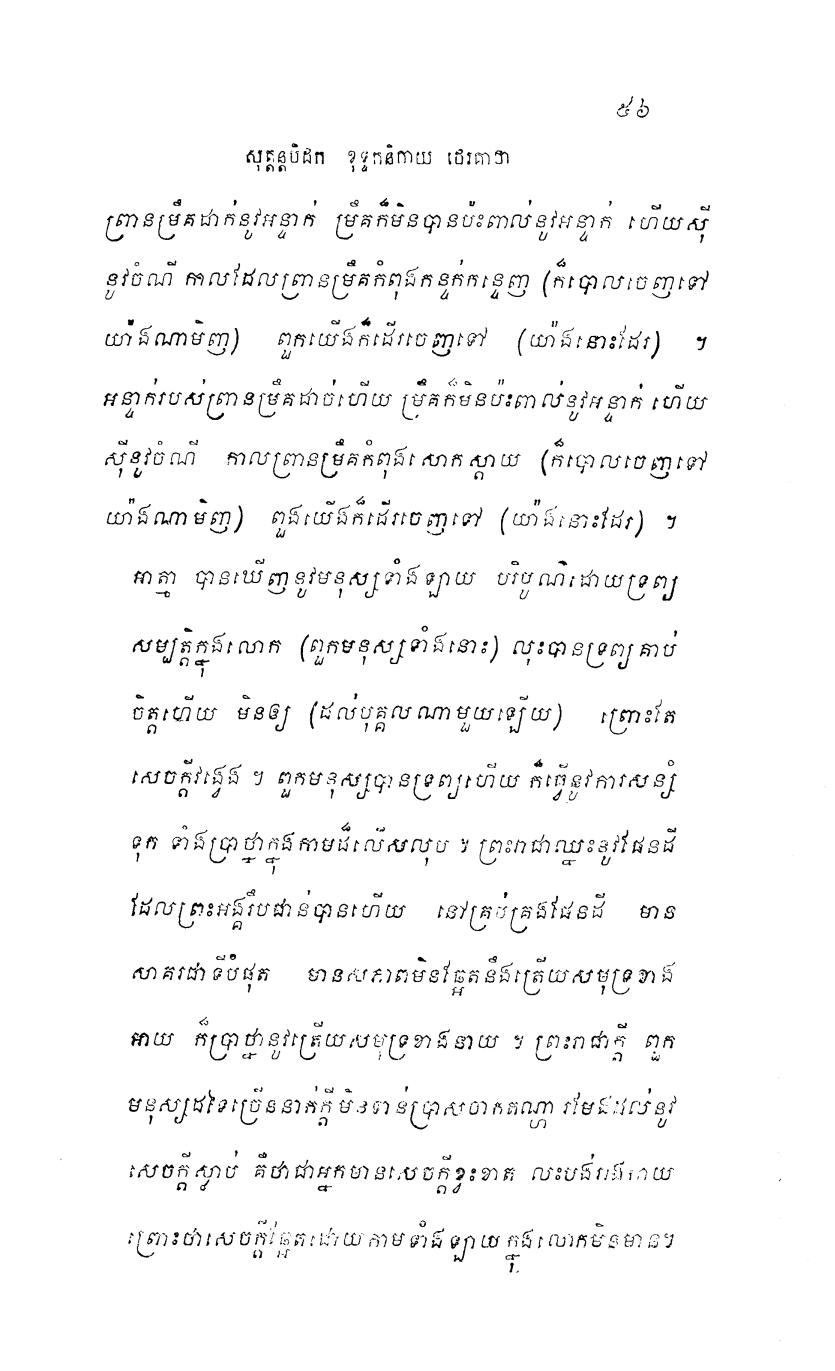 ៥៦
សុត្តន្តបិដក ខុទ្ទកនិកាយ ថេរគាថា
ព្រានម្រឹគដាក់នូវអន្ទាក់ ម្រឹគក៏មិនបានប៉ះពាល់នូវអន្ទាក់ ហើយស៊ី
នូវចំណី កាលដែលព្រានម្រឹគកំពុងកន្ទក់កន្ទេញ (ក៏បោលចេញទៅ
យ៉ាងណាមិញ) ពួកយើងក៏ដើរចេញទៅ (យ៉ាងនោះដែរ) ។
អន្ទាក់របស់ព្រានម្រឹគដាច់ហើយ ម្រឹគក៏មិនប៉ះពាល់នូវអន្ទាក់ ហើយ
ស៊ីនូវចំណី កាលព្រានម្រឹគកំពុងសោកស្តាយ (ក៏បោលចេញទៅ
យ៉ាងណាមិញ) ពួងយើងក៏ដើរចេញទៅ (យ៉ាងនោះដែរ) ។
អាត្មា បានឃើញនូវមនុស្សទាំងឡាយ បរិបូណ៌ដោយទ្រព្យ
សម្បត្តិក្នុងលោក (ពួកមនុស្សទាំងនោះ) លុះបានទ្រព្យគាប់
ចិត្តហើយ មិនឲ្យ (ដល់បុគ្គលណាមួយឡើយ) ព្រោះតែ
សេចក្តីវង្វេង ។ ពួកមនុស្សបានទ្រព្យហើយ ក៏ធ្វើនូវការសន្សំ
ទុក ទាំងប្រាថ្នាក្នុងកាមដ៏លើសលុប ។ ព្រះរាជាឈ្នះនូវផែនដី
ដែលព្រះអង្គរឹបជាន់បានហើយ នៅគ្រប់គ្រងផែនដី មាន
សាគរជាទីបំផុត មានសភាពមិនឆ្អែតនឹងត្រើយសមុទ្រខាង
អាយ ក៏ប្រាថ្នានូវត្រើយសមុទ្រខាងនាយ ។ ព្រះរាជាក្តី ពួក
មនុស្សដទៃច្រើននាក់ក្តីមិនទាន់ប្រាសចាកតណ្ហា រមែងដល់នូវ
សេចក្តីស្លាប់ គឺថាជាអ្នកមានសេចក្តីខ្វះខាត លះបង់រាងកាយ
ព្រោះថាសេចក្តីឆ្អែតដោយកាមទាំងឡាយ ក្នុងលោកមិនមាន។